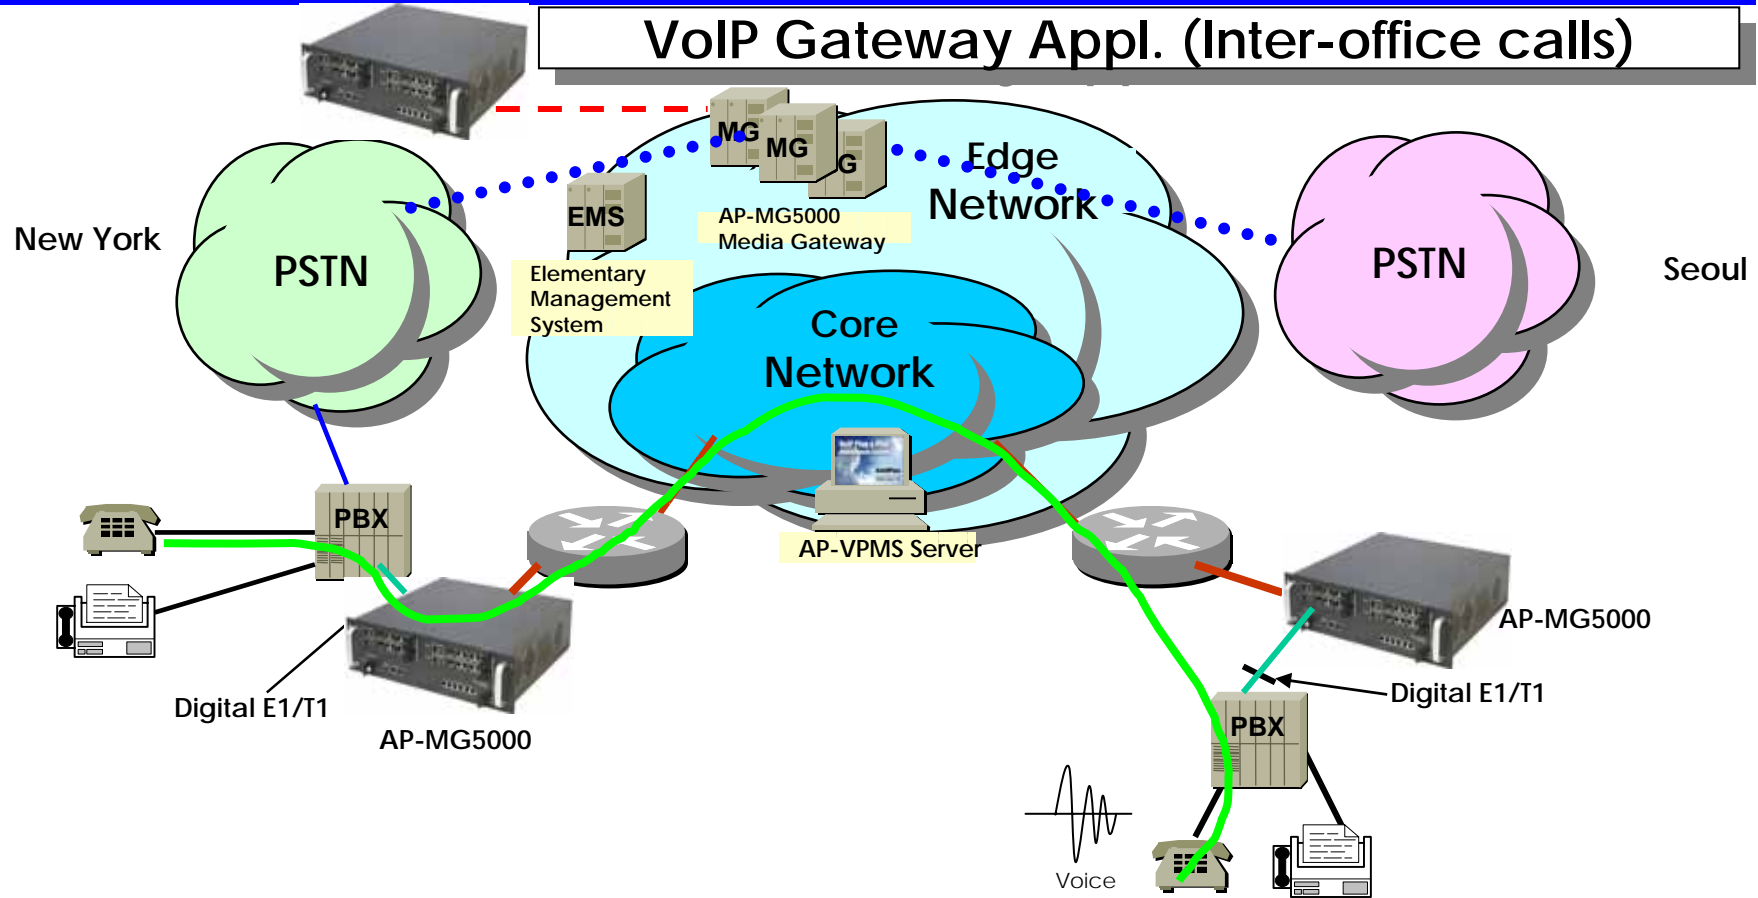 VoIP Gateway Appl. (Inter-office calls)
MG
MG
G
Edge
Network
EMS
AP-MG5000
Media Gateway
New York
PSTN
PSTN
Seoul
Elementary
Management
System
Core
Network
PBX
AP-VPMS Server
AP-MG5000
Digital E1/T1
Digital E1/T1
AP-MG5000
PBX
Voice